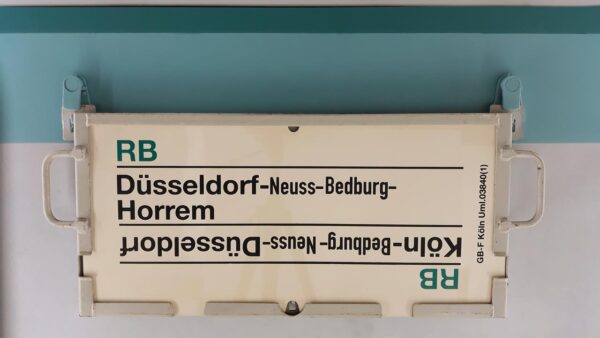 RB
Düsseldorf-Neuss-Bedburg-
Horrem
Köln-Bedburg-Neuss-Düsseldorf
RB
GB-F Köln Uml.03840(1)